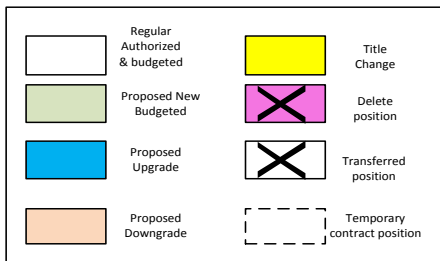 Regular
Authorized
& budgeted
Title
Change
Proposed New
Budgeted
Delete
position
Proposed
Upgrade
Transferred
position
Proposed
Downgrade
Temporary
contract position